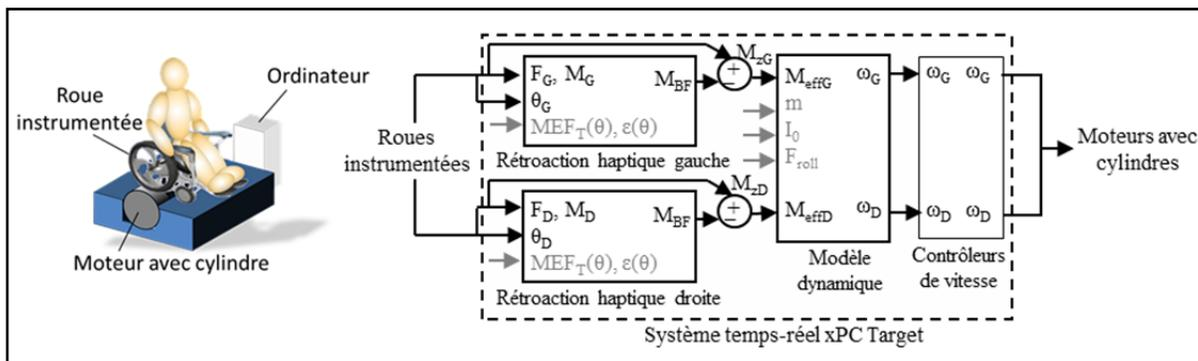 Ordinateur
Roue
instrumentée
Moteur avec cylindre
Roues
instrumentées
F_G, M_G
θ_G
MEF_T(θ), ε(θ)
M_BF
Rétroaction haptique gauche
M_zG
+
−
F_D, M_D
θ_D
MEF_T(θ), ε(θ)
M_BF
Rétroaction haptique droite
M_zD
+
−
M_effG
ω_G
m
I_0
F_roll
M_effD
ω_D
Modèle
dynamique
ω_G ω_G
ω_D ω_D
Contrôleurs
de vitesse
Moteurs avec
cylindres
Système temps-réel xPC Target